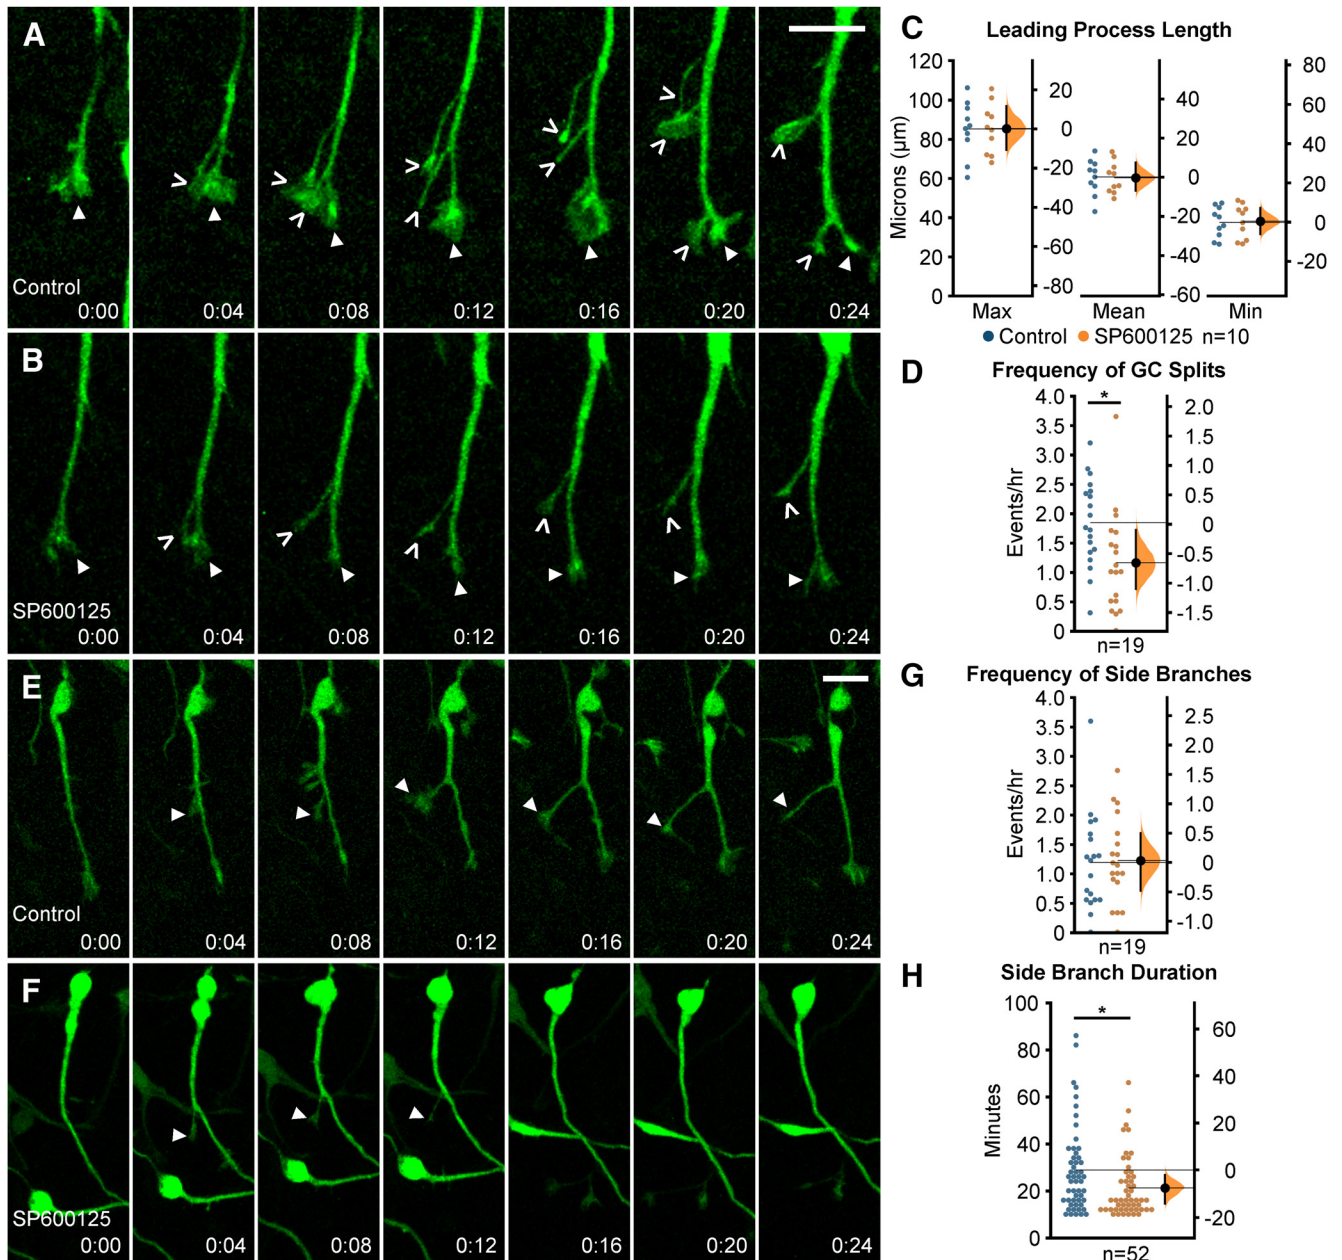 A
Control
0:00 0:04 0:08 0:12 0:16 0:20 0:24
B
SP600125
0:00 0:04 0:08 0:12 0:16 0:20 0:24
E
Control
0:00 0:04 0:08 0:12 0:16 0:20 0:24
F
SP600125
0:00 0:04 0:08 0:12 0:16 0:20 0:24
C
Leading Process Length
Microns (µm)
120
100
80
60
40
20
0
20
0
-20
-40
-60
-80
40
20
0
-20
-40
-60
80
60
40
20
0
-20
Max Mean Min
Control SP600125 n=10
D
Frequency of GC Splits
Events/hr
4.0
3.5
3.0
2.5
2.0
1.5
1.0
0.5
0
*
2.0
1.5
1.0
0.5
0
-0.5
-1.0
-1.5
n=19
G
Frequency of Side Branches
Events/hr
4.0
3.5
3.0
2.5
2.0
1.5
1.0
0.5
0
2.5
2.0
1.5
1.0
0.5
0
-0.5
-1.0
n=19
H
Side Branch Duration
Minutes
100
80
60
40
20
0
*
60
40
20
0
-20
n=52